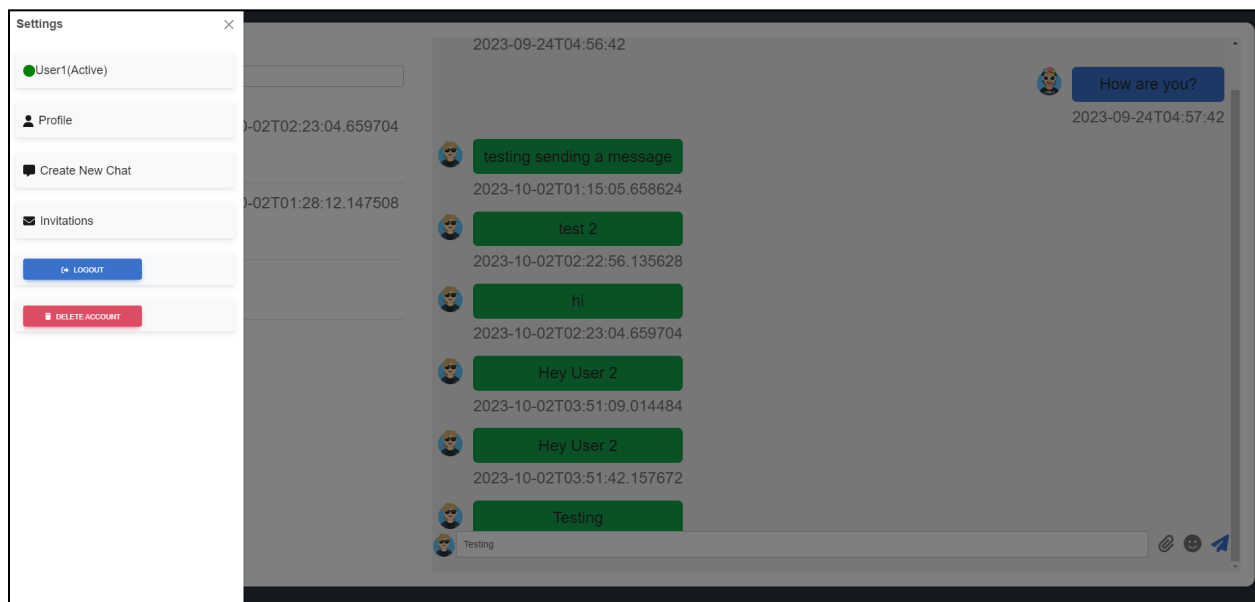 Settings
User1(Active)
Profile
Create New Chat
Invitations
LOGOUT
DELETE ACCOUNT
0-02T02:23:04.659704
0-02T01:28:12.147508
2023-09-24T04:56:42
How are you?
2023-09-24T04:57:42
testing sending a message
2023-10-02T01:15:05.658624
test 2
2023-10-02T02:22:56.135628
hi
2023-10-02T02:23:04.659704
Hey User 2
2023-10-02T03:51:09.014484
Hey User 2
2023-10-02T03:51:42.157672
Testing
Testing